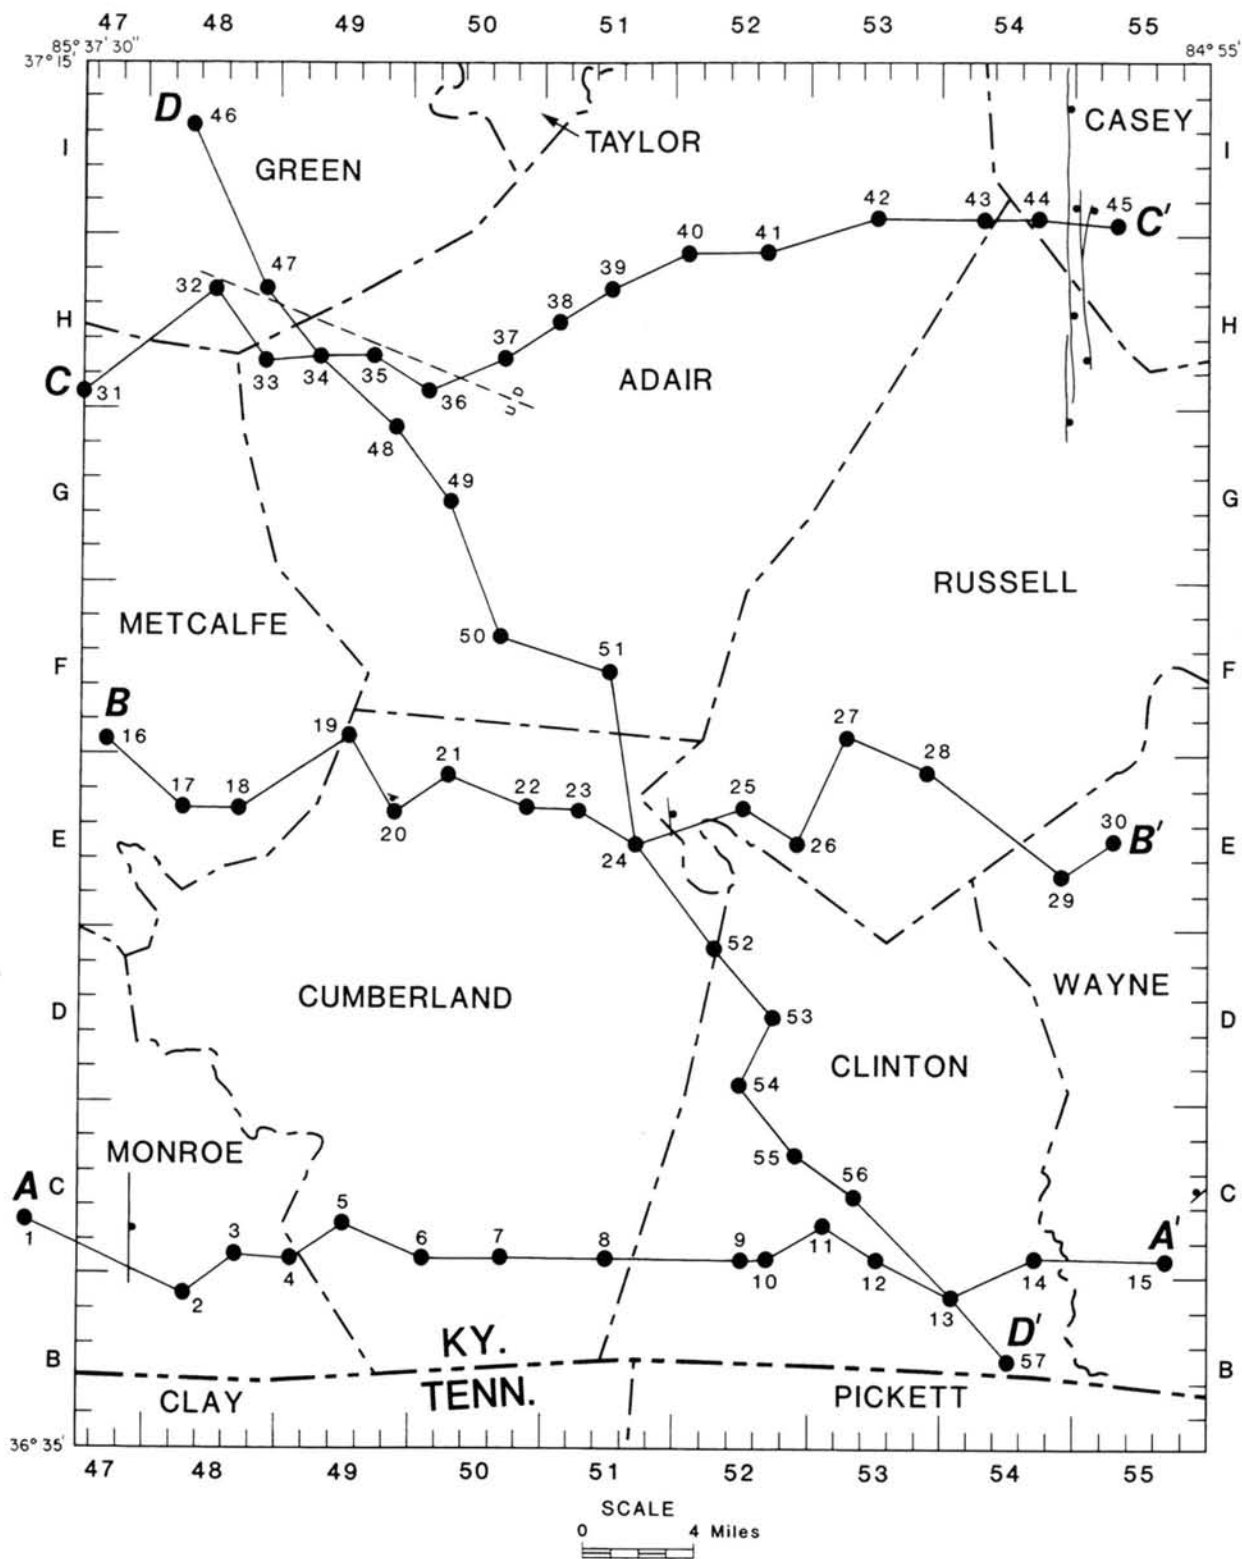 47 48 49 50 51 52 53 54 55
85° 37' 30"
37° 15'
84° 55'
D 46
CASEY
I
GREEN
TAYLOR
I
42 43 44 45 C'
47
40 41
32
39
H
38
H
37
C 31
33 34 35
36
ADAIR
U D
48
G
49
G
RUSSELL
METCALFE
50
51
F
F
B 16
19
27
17 18
21
28
22 23
25
20
E
24
26
30 B'
E
29
52
CUMBERLAND
WAYNE
D
53
D
CLINTON
54
MONROE
55
C
56
C
A
1
5
3
6 7 8 9
11
A'
4
10
12
14
15
2
13
KY.
D'
B
57
B
TENN.
CLAY
PICKETT
36° 35'
47 48 49 50 51 52 53 54 55
SCALE
0 4 Miles